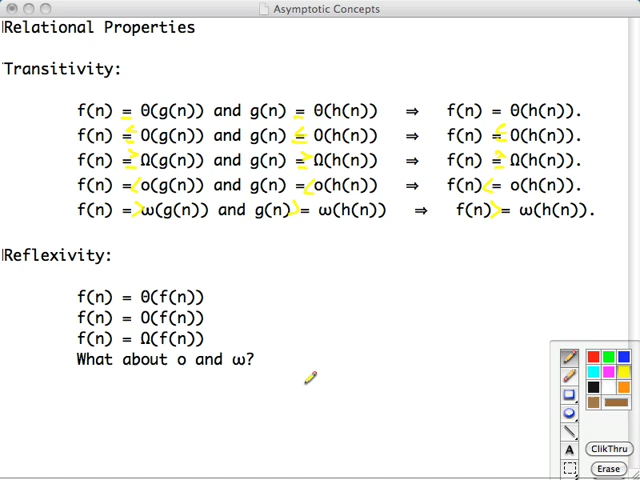 Asymptotic Concepts
Relational Properties
Transitivity:
f(n) = Θ(g(n)) and g(n) = Θ(h(n)) ⇒ f(n) = Θ(h(n)).
f(n) = O(g(n)) and g(n) = O(h(n)) ⇒ f(n) = O(h(n)).
f(n) = Ω(g(n)) and g(n) = Ω(h(n)) ⇒ f(n) = Ω(h(n)).
f(n) = o(g(n)) and g(n) = o(h(n)) ⇒ f(n) = o(h(n)).
f(n) = ω(g(n)) and g(n) = ω(h(n)) ⇒ f(n) = ω(h(n)).
Reflexivity:
f(n) = Θ(f(n))
f(n) = O(f(n))
f(n) = Ω(f(n))
What about o and ω?
A
ClikThru
Erase